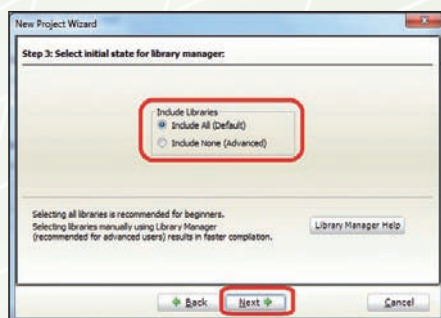 New Project Wizard
Step 3: Select initial state for library manager:
Include Libraries
Include All (Default)
Include None (Advanced)
Selecting all libraries is recommended for beginners.
Selecting libraries manually using Library Manager
(recommended for advanced users) results in faster compilation.
Library Manager Help
Back
Next
Cancel